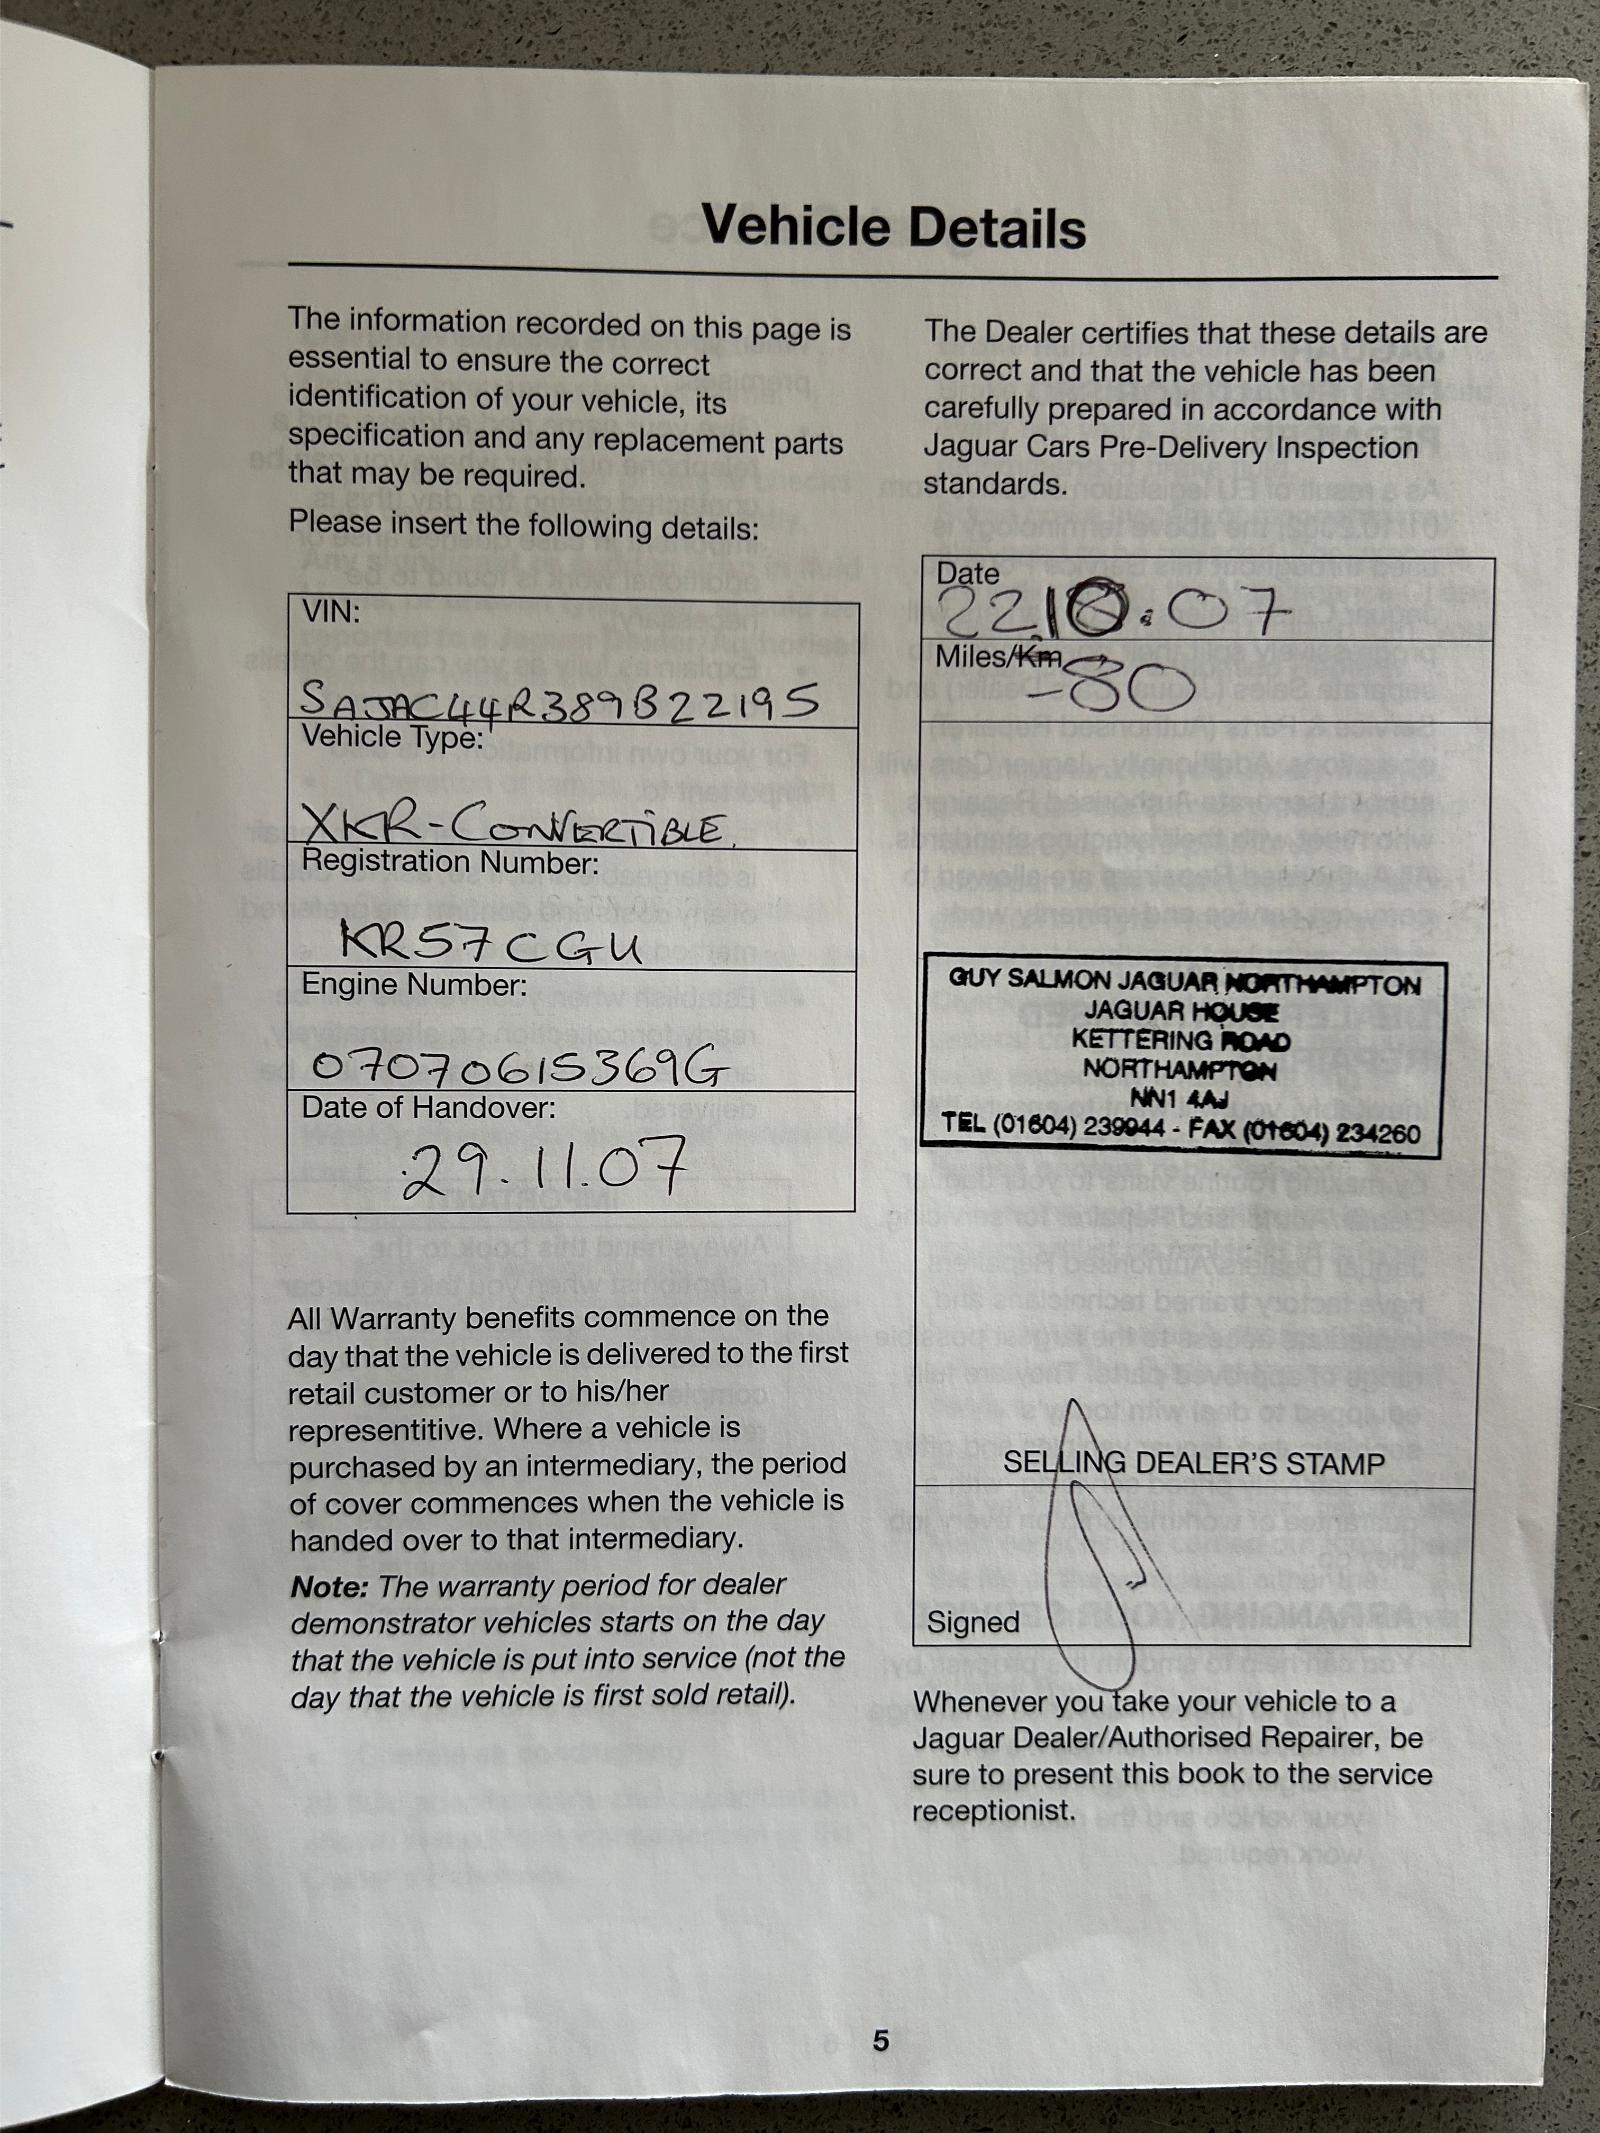 Vehicle Details
The information recorded on this page is
essential to ensure the correct
identification of your vehicle, its
specification and any replacement parts
that may be required.
Please insert the following details:
VIN:
SAJAC44R389B22195
Vehicle Type:
XKR-CONVERTIBLE.
Registration Number:
KR57CGU
Engine Number:
0707061S369G
Date of Handover:
29.11.07
All Warranty benefits commence on the
day that the vehicle is delivered to the first
retail customer or to his/her
representitive. Where a vehicle is
purchased by an intermediary, the period
of cover commences when the vehicle is
handed over to that intermediary.
Note: The warranty period for dealer
demonstrator vehicles starts on the day
that the vehicle is put into service (not the
day that the vehicle is first sold retail).
The Dealer certifies that these details are
correct and that the vehicle has been
carefully prepared in accordance with
Jaguar Cars Pre-Delivery Inspection
standards.
Date
22.10.07
Miles/Km
80
GUY SALMON JAGUAR NORTHAMPTON
JAGUAR HOUSE
KETTERING ROAD
NORTHAMPTON
NN1 4AJ
TEL (01604) 239944 - FAX (01604) 234260
SELLING DEALER'S STAMP
Signed
Whenever you take your vehicle to a
Jaguar Dealer/Authorised Repairer, be
sure to present this book to the service
receptionist.
5